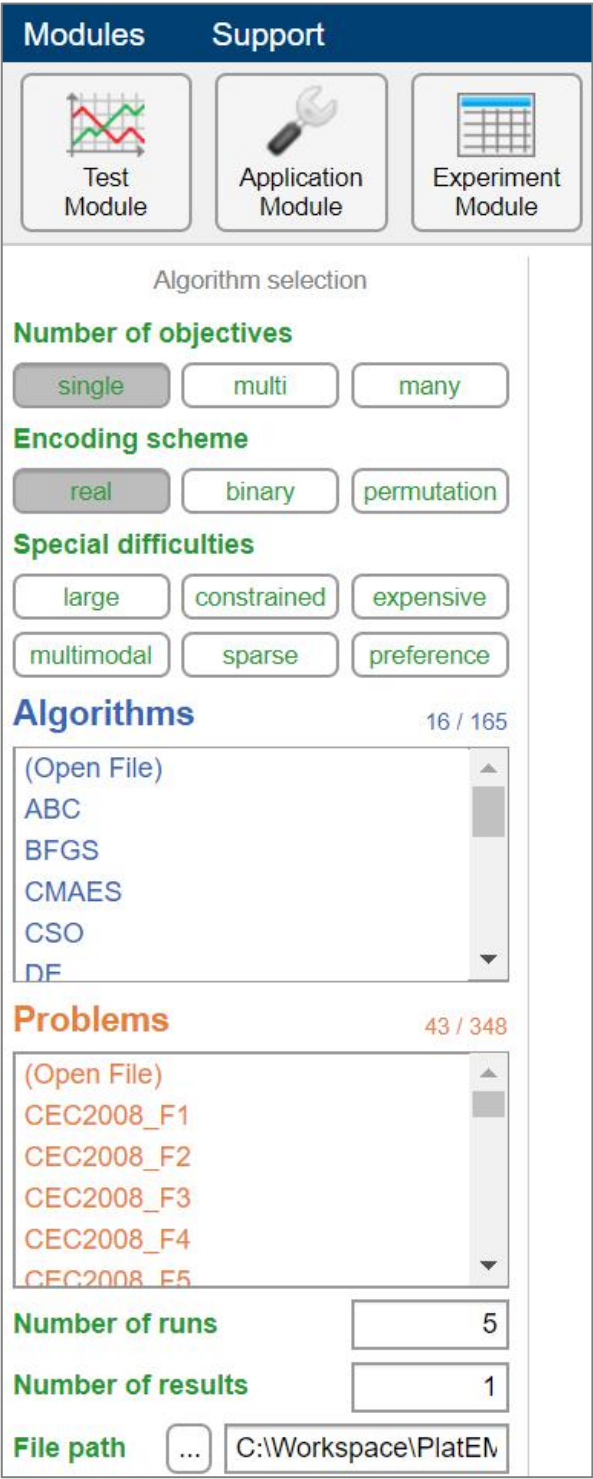 Modules Support
Test Module
Application Module
Experiment Module
Algorithm selection
Number of objectives
single multi many
Encoding scheme
real binary permutation
Special difficulties
large constrained expensive
multimodal sparse preference
Algorithms 16 / 165
(Open File)
ABC
BFGS
CMAES
CSO
DE
Problems 43 / 348
(Open File)
CEC2008_F1
CEC2008_F2
CEC2008_F3
CEC2008_F4
CEC2008_F5
Number of runs 5
Number of results 1
File path ... C:\Workspace\PlatEM